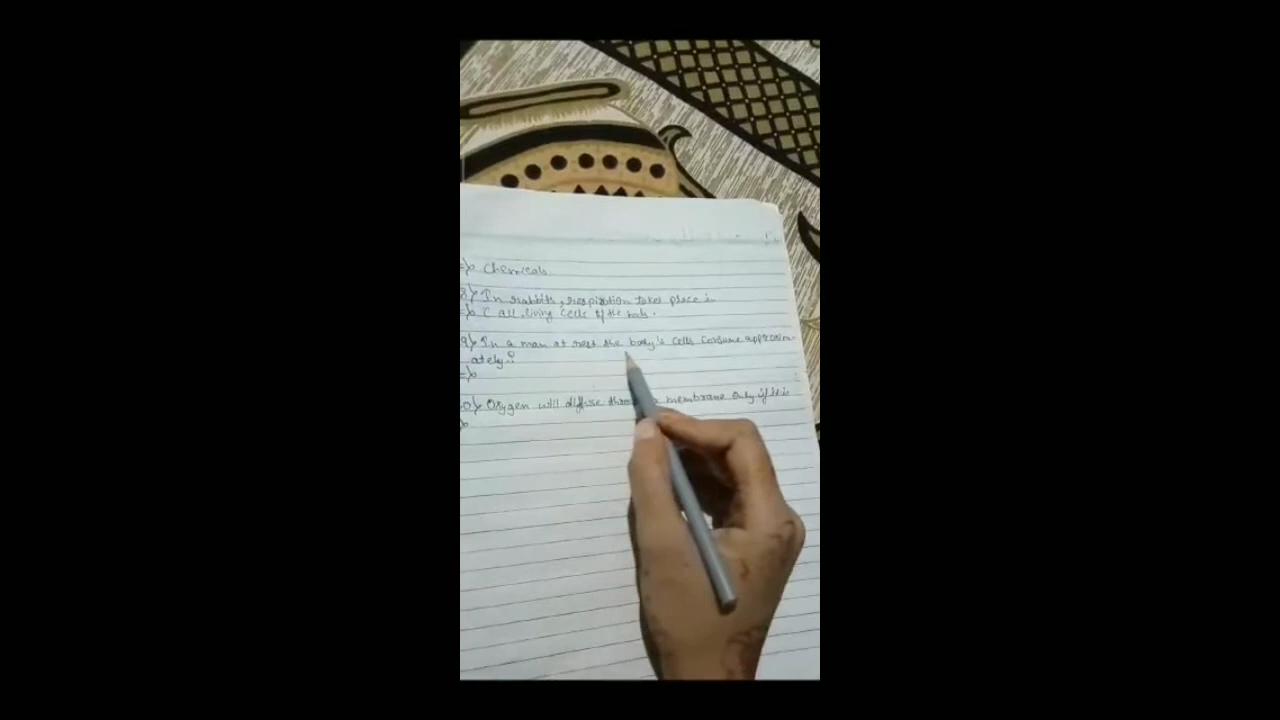 => Chemicals
8) In rabbits, respiration takes place in
=> C all living cells of the body.
9) In a man at rest the body's cells consume approxim-
ately?
=>
0) Oxygen will diffuse membrane only if it is